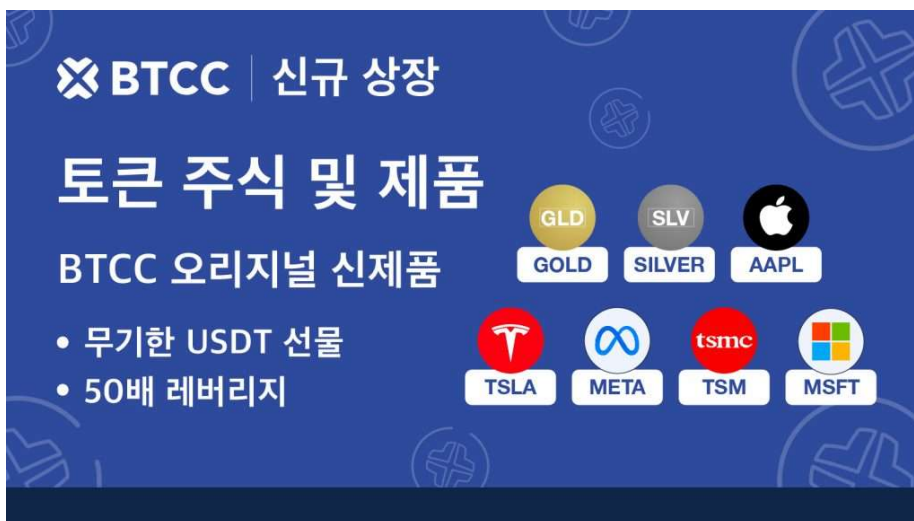 BTCC | 신규 상장
토큰 주식 및 제품
BTCC 오리지널 신제품
• 무기한 USDT 선물
• 50배 레버리지
GLD SLV
GOLD SILVER AAPL
tsmc
TSLA META TSM MSFT